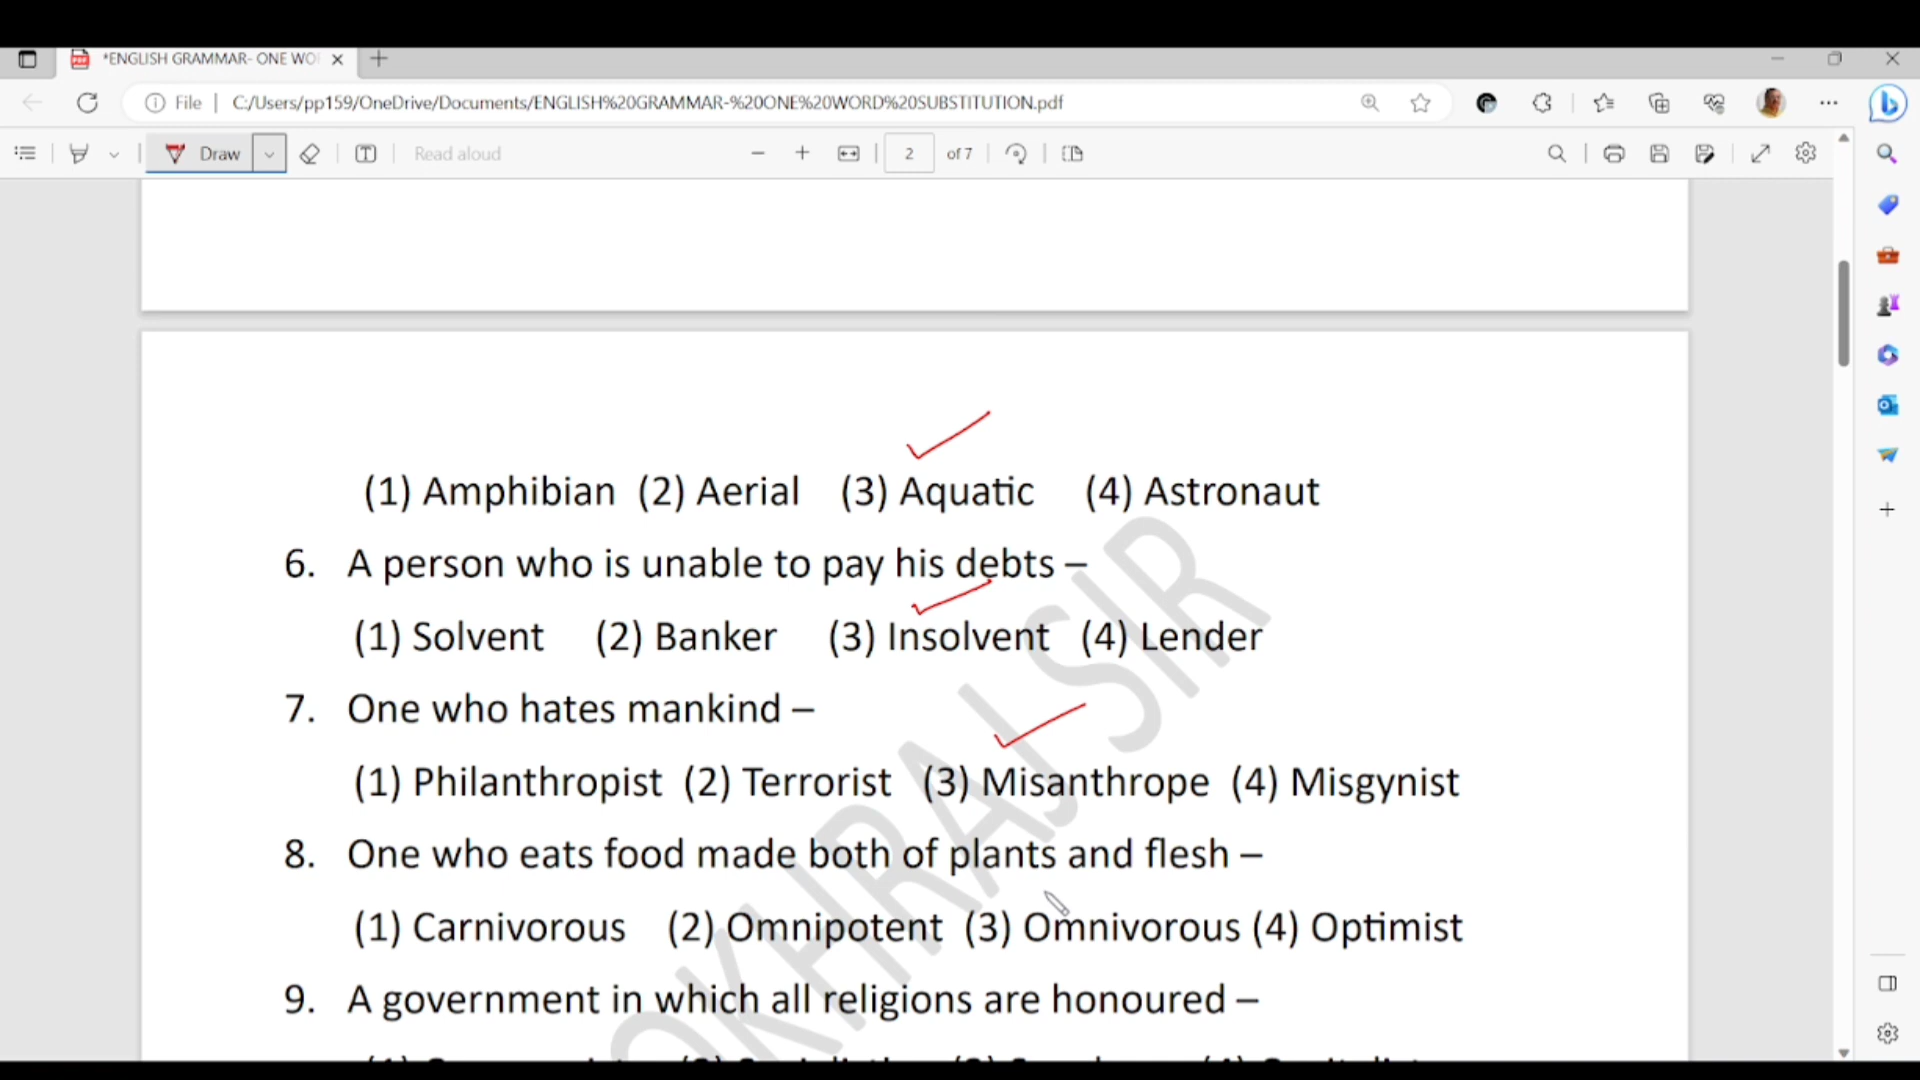 *ENGLISH GRAMMAR- ONE WO
File | C:/Users/pp159/OneDrive/Documents/ENGLISH%20GRAMMAR-%20ONE%20WORD%20SUBSTITUTION.pdf
Draw Read aloud 2 of 7
(1) Amphibian (2) Aerial (3) Aquatic (4) Astronaut
6. A person who is unable to pay his debts –
(1) Solvent (2) Banker (3) Insolvent (4) Lender
7. One who hates mankind –
(1) Philanthropist (2) Terrorist (3) Misanthrope (4) Misgynist
8. One who eats food made both of plants and flesh –
(1) Carnivorous (2) Omnipotent (3) Omnivorous (4) Optimist
9. A government in which all religions are honoured –
OKHRAJ SIR